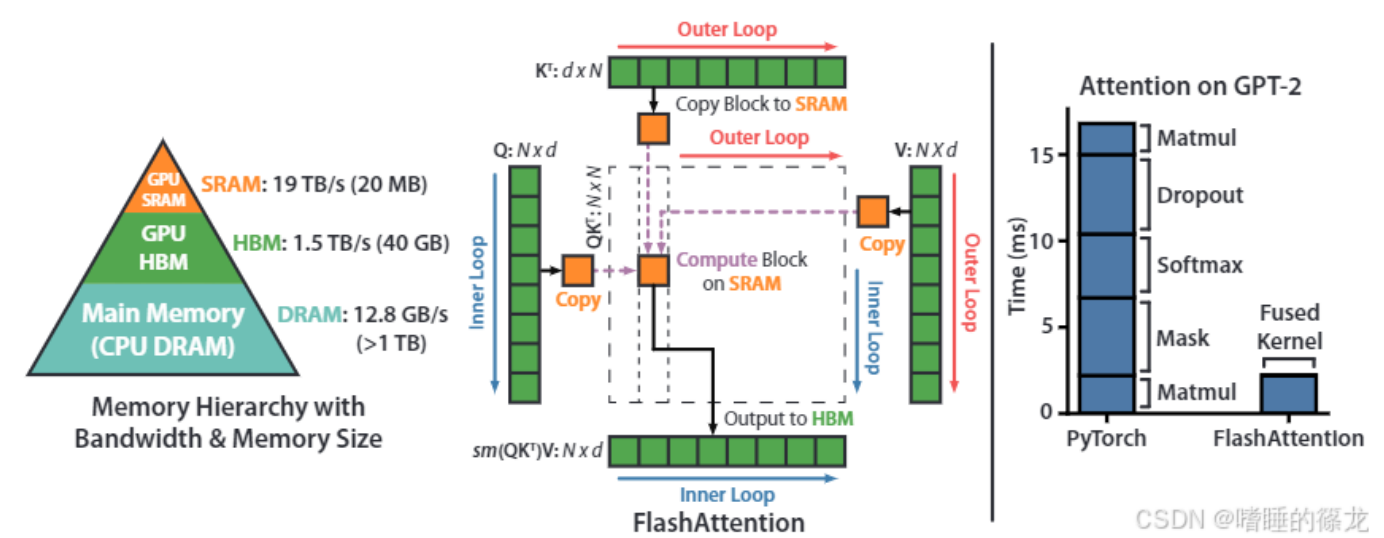 GPU
SRAM
SRAM: 19 TB/s (20 MB)
GPU
HBM
HBM: 1.5 TB/s (40 GB)
Main Memory
(CPU DRAM)
DRAM: 12.8 GB/s
(>1 TB)
Memory Hierarchy with
Bandwidth & Memory Size
Outer Loop
Kᵀ: d x N
Copy Block to SRAM
Outer Loop
Q: N x d
V: N X d
QKᵀ: N x N
Copy
Inner Loop
Copy
Compute Block
on SRAM
Inner Loop
Outer Loop
Output to HBM
sm(QKᵀ)V: N x d
Inner Loop
FlashAttention
Attention on GPT-2
Time (ms)
15
10
5
0
Matmul
Dropout
Softmax
Mask
Matmul
Fused
Kernel
PyTorch
FlashAttention
CSDN @嗜睡的篠龙